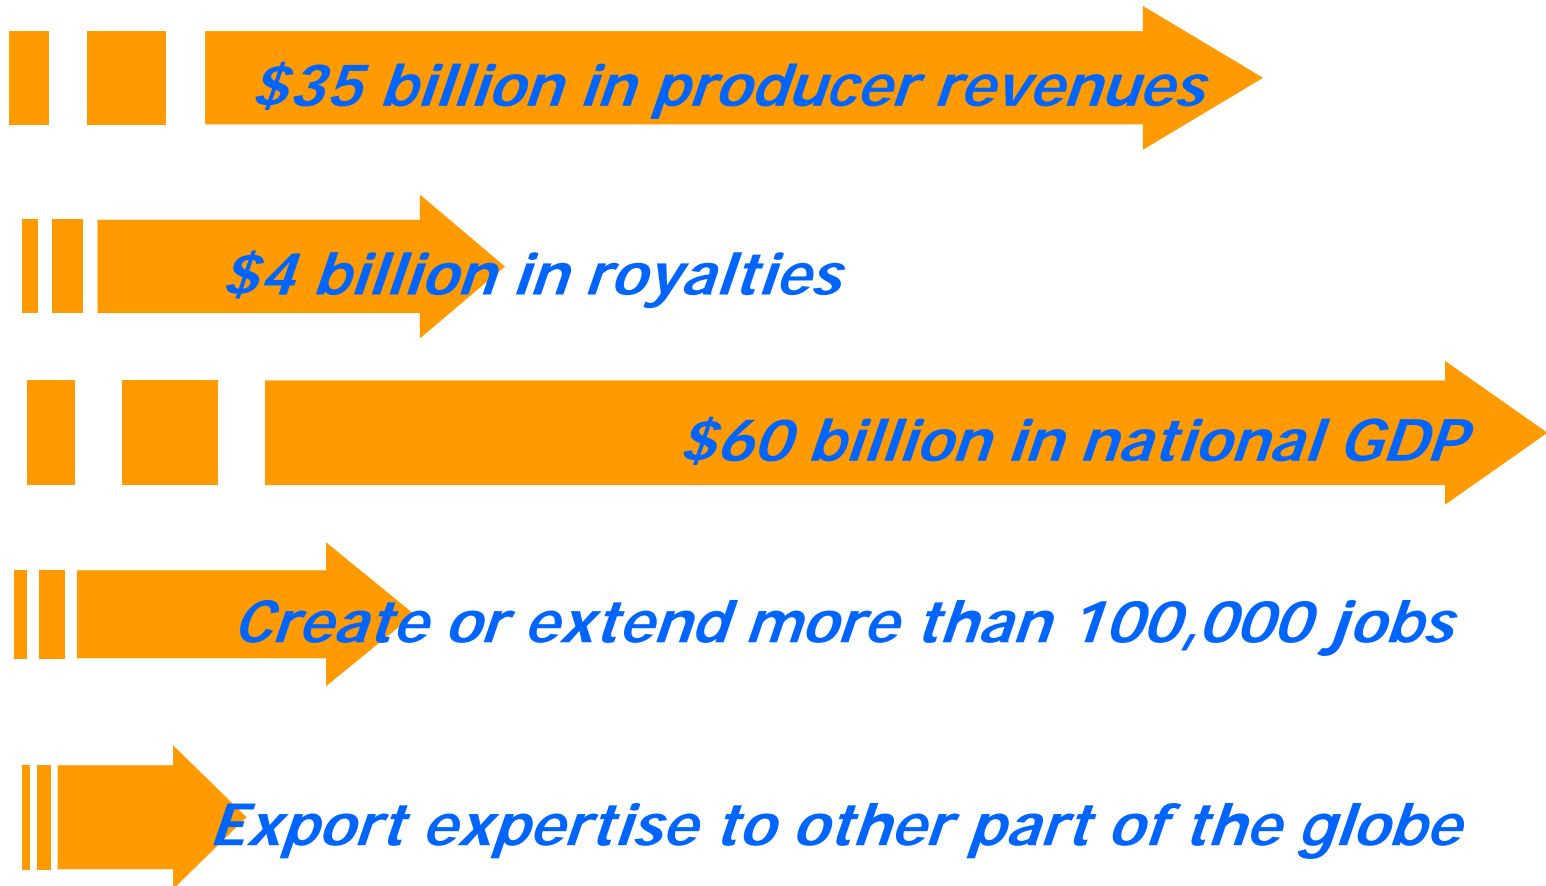 $35 billion in producer revenues
$4 billion in royalties
$60 billion in national GDP
Create or extend more than 100,000 jobs
Export expertise to other part of the globe